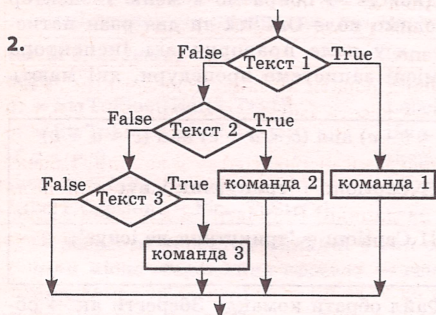 2.
False Текст 1 True
False Текст 2 True
False Текст 3 True
команда 2 команда 1
команда 3